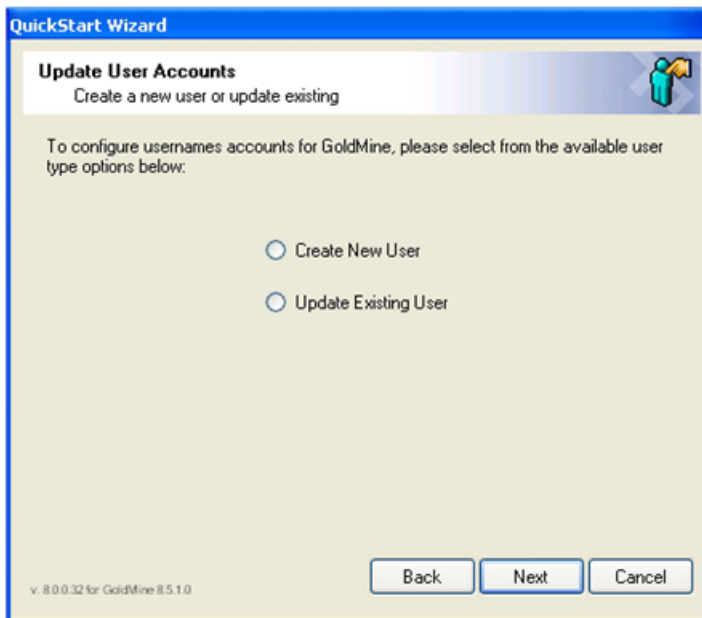 QuickStart Wizard
Update User Accounts
Create a new user or update existing
To configure usernames accounts for GoldMine, please select from the available user
type options below:
Create New User
Update Existing User
v. 8.0.0.32 for GoldMine 8.5.1.0
Back
Next
Cancel